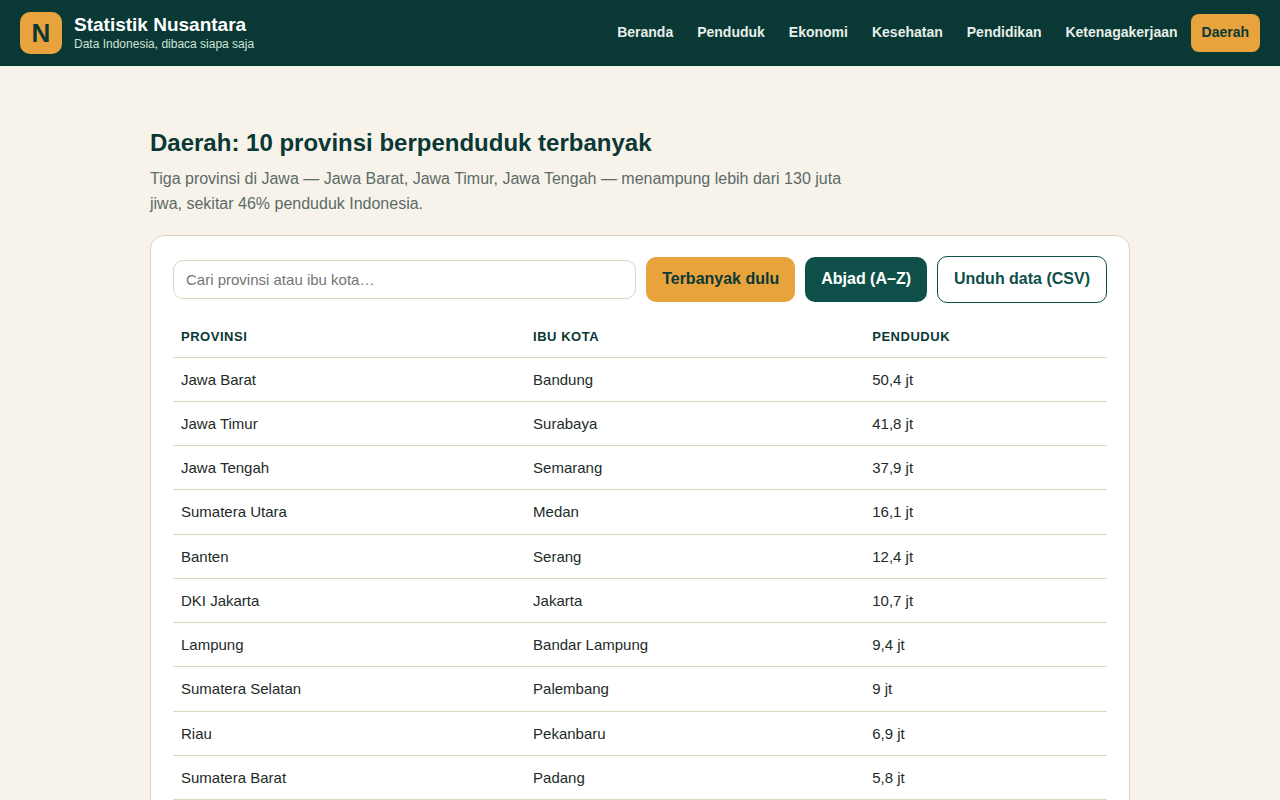 N
Statistik Nusantara
Data Indonesia, dibaca siapa saja
Beranda Penduduk Ekonomi Kesehatan Pendidikan Ketenagakerjaan Daerah
Daerah: 10 provinsi berpenduduk terbanyak
Tiga provinsi di Jawa — Jawa Barat, Jawa Timur, Jawa Tengah — menampung lebih dari 130 juta
jiwa, sekitar 46% penduduk Indonesia.
Cari provinsi atau ibu kota… Terbanyak dulu Abjad (A–Z) Unduh data (CSV)
PROVINSI IBU KOTA PENDUDUK
Jawa Barat Bandung 50,4 jt
Jawa Timur Surabaya 41,8 jt
Jawa Tengah Semarang 37,9 jt
Sumatera Utara Medan 16,1 jt
Banten Serang 12,4 jt
DKI Jakarta Jakarta 10,7 jt
Lampung Bandar Lampung 9,4 jt
Sumatera Selatan Palembang 9 jt
Riau Pekanbaru 6,9 jt
Sumatera Barat Padang 5,8 jt